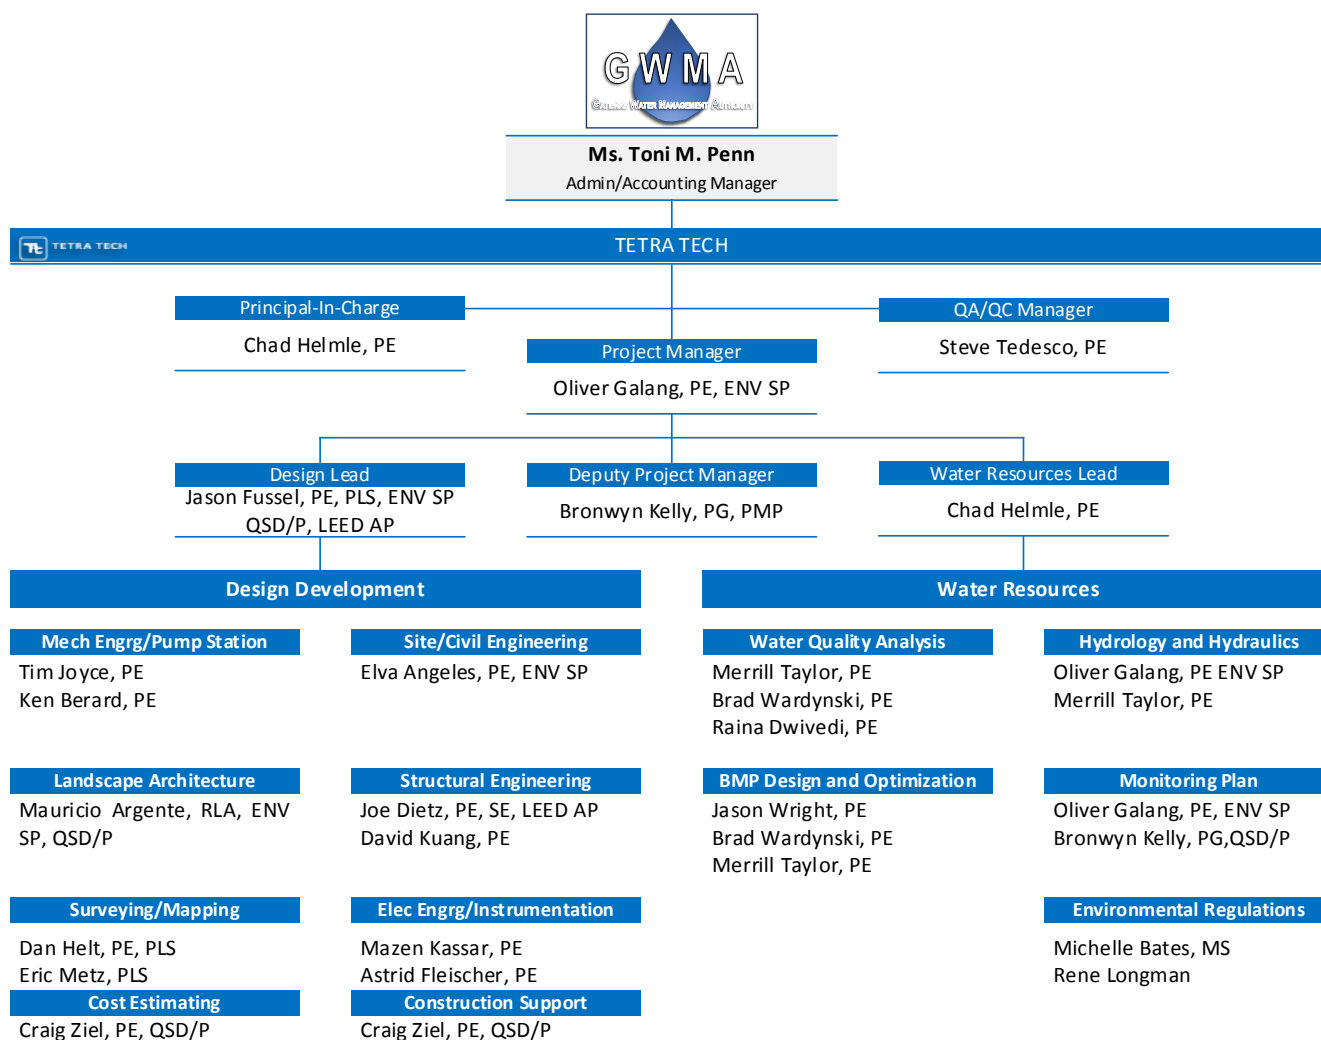 GWMA
GATEWAY WATER MANAGEMENT AUTHORITY
Ms. Toni M. Penn
Admin/Accounting Manager
Tt TETRA TECH
TETRA TECH
Principal-In-Charge
Chad Helmle, PE
QA/QC Manager
Steve Tedesco, PE
Project Manager
Oliver Galang, PE, ENV SP
Design Lead
Jason Fussel, PE, PLS, ENV SP
QSD/P, LEED AP
Deputy Project Manager
Bronwyn Kelly, PG, PMP
Water Resources Lead
Chad Helmle, PE
Design Development
Mech Engrg/Pump Station
Tim Joyce, PE
Ken Berard, PE
Site/Civil Engineering
Elva Angeles, PE, ENV SP
Landscape Architecture
Mauricio Argente, RLA, ENV
SP, QSD/P
Structural Engineering
Joe Dietz, PE, SE, LEED AP
David Kuang, PE
Surveying/Mapping
Dan Helt, PE, PLS
Eric Metz, PLS
Elec Engrg/Instrumentation
Mazen Kassar, PE
Astrid Fleischer, PE
Cost Estimating
Craig Ziel, PE, QSD/P
Construction Support
Craig Ziel, PE, QSD/P
Water Resources
Water Quality Analysis
Merrill Taylor, PE
Brad Wardynski, PE
Raina Dwivedi, PE
Hydrology and Hydraulics
Oliver Galang, PE ENV SP
Merrill Taylor, PE
BMP Design and Optimization
Jason Wright, PE
Brad Wardynski, PE
Merrill Taylor, PE
Monitoring Plan
Oliver Galang, PE, ENV SP
Bronwyn Kelly, PG,QSD/P
Environmental Regulations
Michelle Bates, MS
Rene Longman